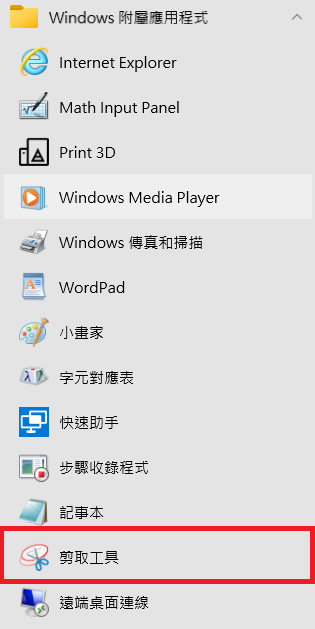 Windows 附屬應用程式
Internet Explorer
Math Input Panel
Print 3D
Windows Media Player
Windows 傳真和掃描
WordPad
小畫家
字元對應表
快速助手
步驟收錄程式
記事本
剪取工具
遠端桌面連線